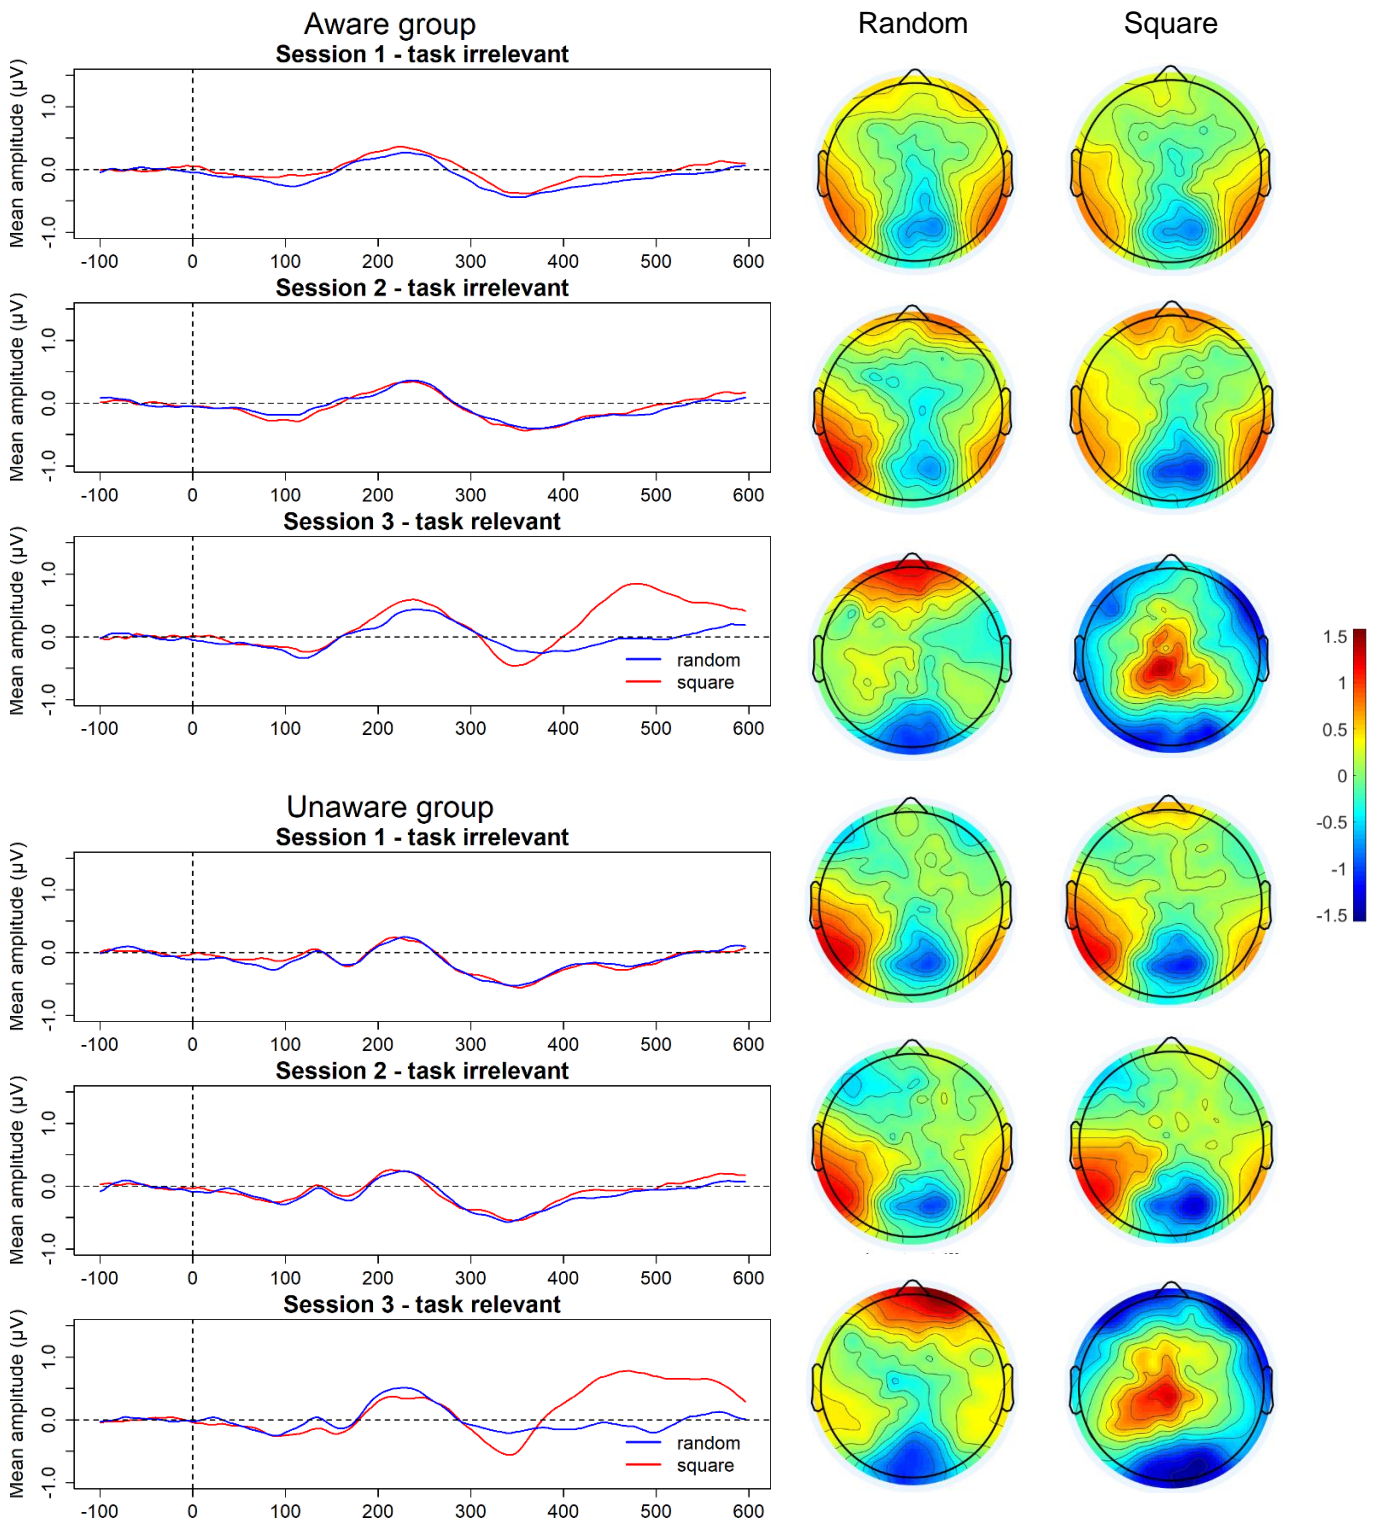 Aware group
Random
Square
Session 1 - task irrelevant
Mean amplitude (µV)
1.0
0.0
-1.0
-100 0 100 200 300 400 500 600
Session 2 - task irrelevant
Mean amplitude (µV)
1.0
0.0
-1.0
-100 0 100 200 300 400 500 600
Session 3 - task relevant
Mean amplitude (µV)
1.0
0.0
-1.0
random
square
-100 0 100 200 300 400 500 600
1.5
1
0.5
0
-0.5
-1
-1.5
Unaware group
Session 1 - task irrelevant
Mean amplitude (µV)
1.0
0.0
-1.0
-100 0 100 200 300 400 500 600
Session 2 - task irrelevant
Mean amplitude (µV)
1.0
0.0
-1.0
-100 0 100 200 300 400 500 600
Session 3 - task relevant
Mean amplitude (µV)
1.0
0.0
-1.0
random
square
-100 0 100 200 300 400 500 600